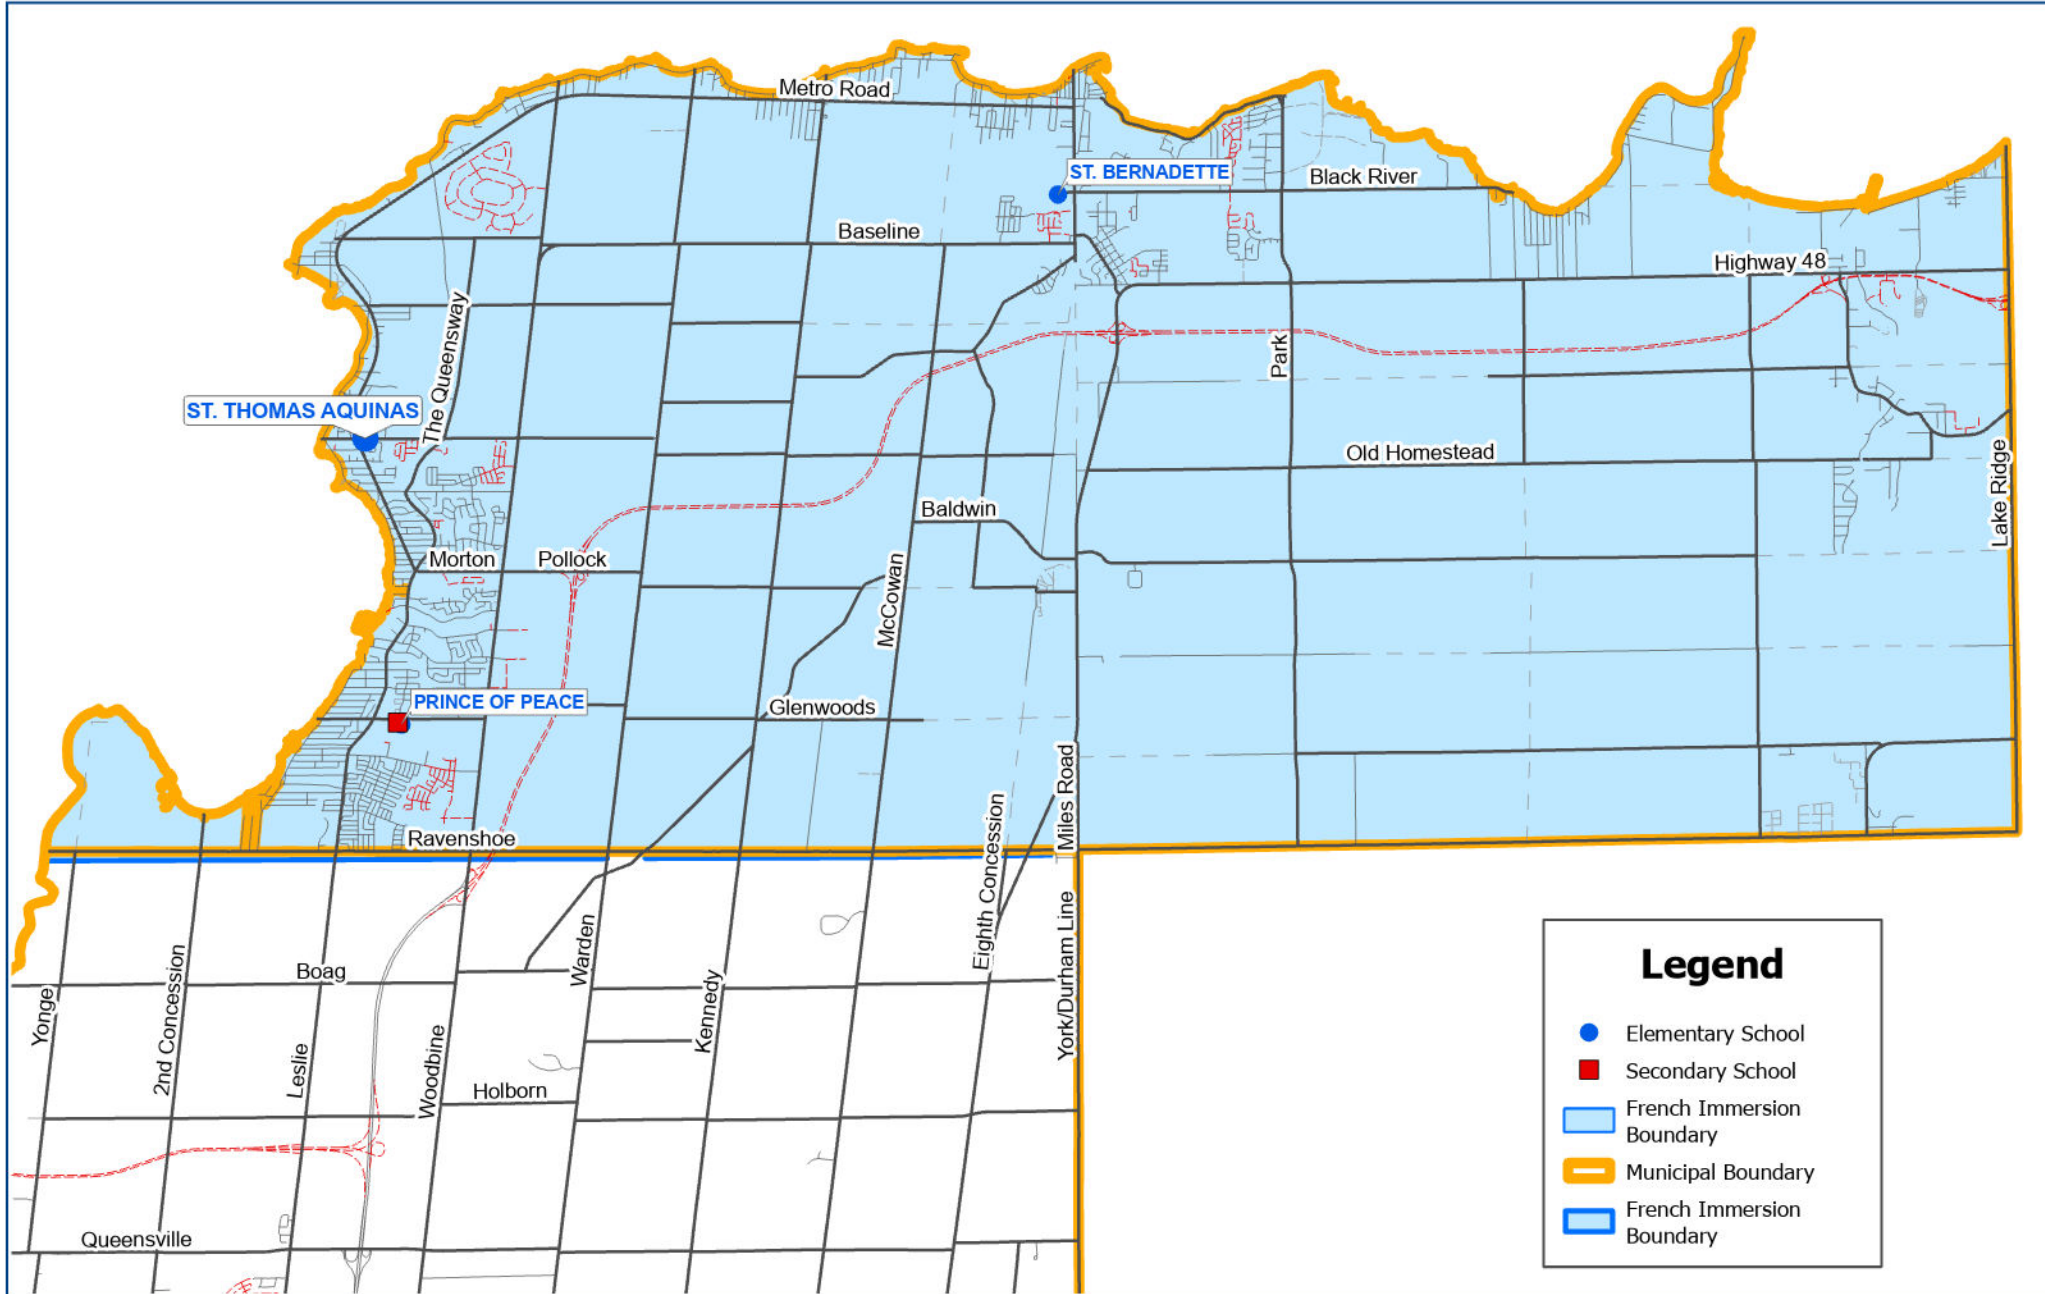 Metro Road
ST. BERNADETTE
Black River
Baseline
Highway 48
The Queensway
Park
ST. THOMAS AQUINAS
Old Homestead
Lake Ridge
Baldwin
Morton
Pollock
McCowan
PRINCE OF PEACE
Glenwoods
Miles Road
Ravenshoe
Eighth Concession
York/Durham Line
Warden
2nd Concession
Boag
Kennedy
Yonge
Leslie
Woodbine
Holborn
Queensville
Legend
Elementary School
Secondary School
French Immersion
Boundary
Municipal Boundary
French Immersion
Boundary